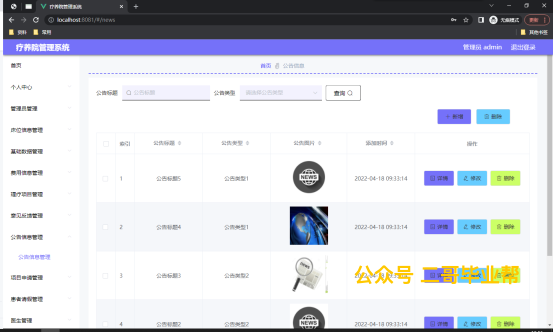 疗养院管理系统
localhost:8081/#/news
无痕模式
更新
资料
常用
其他书签
疗养院管理系统
管理员 admin
退出登录
首页
个人中心
管理员管理
床位信息管理
基础数据管理
费用信息管理
理疗项目管理
意见反馈管理
公告信息管理
公告信息管理
项目申请管理
患者请假管理
医生管理
首页 公告信息
公告标题 公告标题 公告类型 请选择公告类型 查询
+ 新增 删除
索引 公告标题 公告类型 公告图片 添加时间 操作
1 公告标题5 公告类型1 NEWS 2022-04-18 09:33:14 详情 修改 删除
2 公告标题4 公告类型1 2022-04-18 09:33:14 详情 修改 删除
3 公告标题3 公告类型2 详情 修改 删除
公众号 二哥毕业帮
4 公告标题2 公告类型2 NEWS 2022-04-18 09:33:14 详情 修改 删除